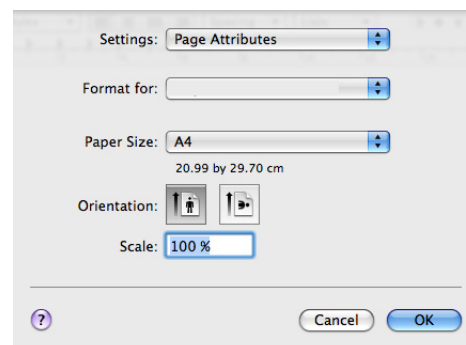 Settings: Page Attributes
Format for:
Paper Size: A4
20.99 by 29.70 cm
Orientation:
Scale: 100 %
? Cancel OK